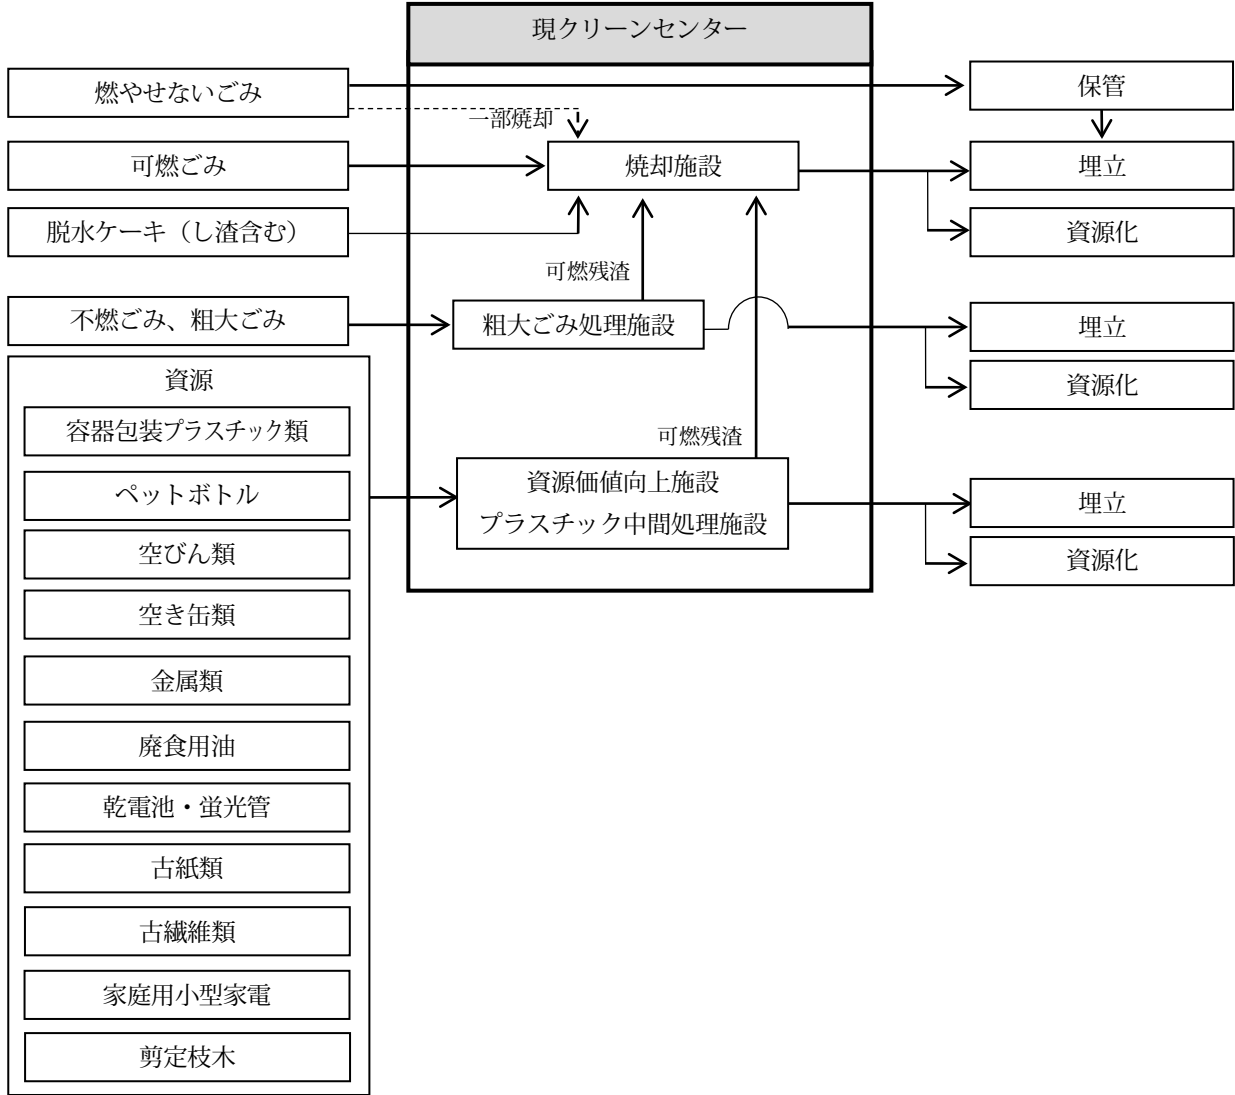 現クリーンセンター
燃やせないごみ
一部焼却
保管
可燃ごみ
焼却施設
埋立
脱水ケーキ（し渣含む）
資源化
可燃残渣
不燃ごみ、粗大ごみ
粗大ごみ処理施設
埋立
資源化
資源
容器包装プラスチック類
可燃残渣
ペットボトル
資源価値向上施設
プラスチック中間処理施設
埋立
資源化
空びん類
空き缶類
金属類
廃食用油
乾電池・蛍光管
古紙類
古繊維類
家庭用小型家電
剪定枝木